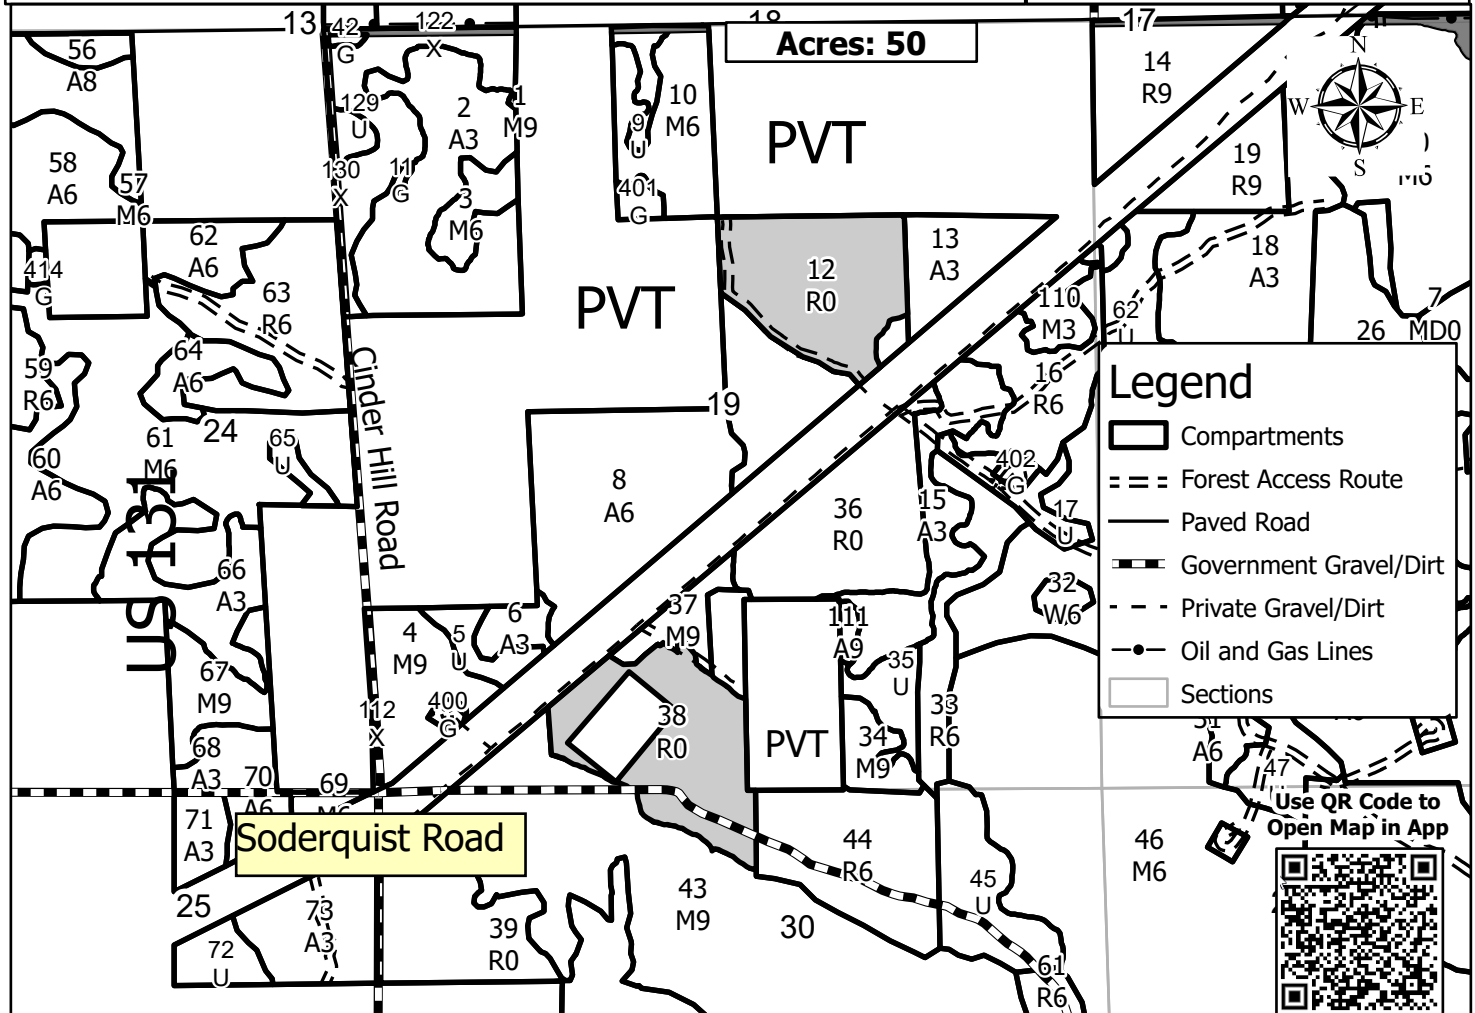 13
18
17
42
G
122
X
Acres: 50
56
A8
14
R9
N
W
E
S
129
U
2
A3
1
M9
9
U
10
M6
PVT
19
R9
58
A6
57
M6
130
X
11
G
3
M6
401
G
62
A6
414
G
63
R6
12
R0
13
A3
18
A3
PVT
110
M3
62
U
7
MD0
26
64
A6
59
R6
Cinder Hill Road
16
R6
19
24
61
M6
65
U
60
A6
8
A6
36
R0
15
A3
402
G
17
U
US 131
66
A3
32
W6
37
M9
111
A9
4
M9
5
U
6
A3
35
U
67
M9
112
X
400
G
38
R0
PVT
34
M9
33
R6
68
A3
70
A6
69
71
A3
Soderquist Road
Legend
Compartments
Forest Access Route
Paved Road
Government Gravel/Dirt
Private Gravel/Dirt
Oil and Gas Lines
Sections
31
A6
47
Use QR Code to
Open Map in App
44
R6
46
M6
43
M9
45
U
25
73
A3
72
U
39
R0
30
61
R6